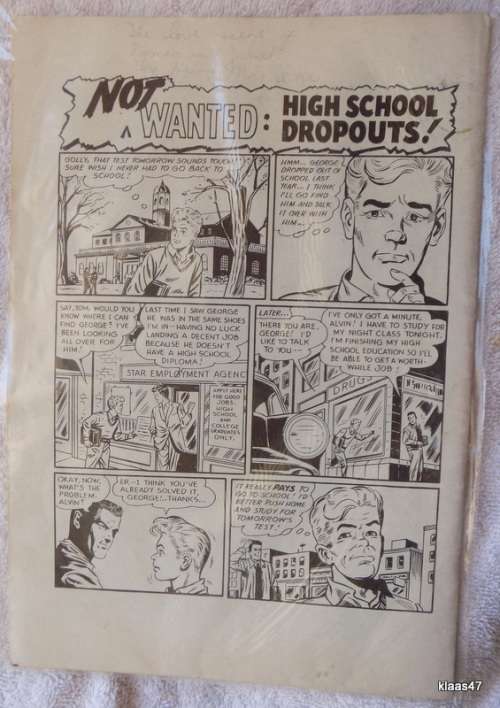 NOT
WANTED: HIGH SCHOOL
DROPOUTS!
GOLLY, THAT TEST TOMORROW SOUNDS TOUGH!
SURE WISH I NEVER HAD TO GO BACK TO
SCHOOL!
HMM... GEORGE
DROPPED OUT OF
SCHOOL LAST
YEAR... I THINK
I'LL GO FIND
HIM AND TALK
IT OVER WITH
HIM...
SAY, TOM, WOULD YOU
KNOW WHERE I CAN
FIND GEORGE? I'VE
BEEN LOOKING
ALL OVER FOR
HIM!
LAST TIME I SAW GEORGE
HE WAS IN THE SAME SHOES
I'M IN--HAVING NO LUCK
LANDING A DECENT JOB
BECAUSE HE DOESN'T
HAVE A HIGH SCHOOL
DIPLOMA!
STAR EMPLOYMENT AGENC
APPLY HERE
FOR GOOD
JOBS.
HIGH
SCHOOL
AND
COLLEGE
GRADUATES
ONLY.
LATER...
THERE YOU ARE,
GEORGE! I'D
LIKE TO TALK
TO YOU--
I'VE ONLY GOT A MINUTE,
ALVIN! I HAVE TO STUDY FOR
MY NIGHT CLASS TONIGHT.
I'M FINISHING MY HIGH
SCHOOL EDUCATION SO I'LL
BE ABLE TO GET A WORTH-
WHILE JOB!
DRUGS
OKAY, NOW,
WHAT'S THE
PROBLEM,
ALVIN?
ER--I THINK YOU'VE
ALREADY SOLVED IT,
GEORGE!...THANKS...
IT REALLY PAYS TO
GO TO SCHOOL! I'D
BETTER RUSH HOME
AND STUDY FOR
TOMORROW'S
TEST!
klaas47